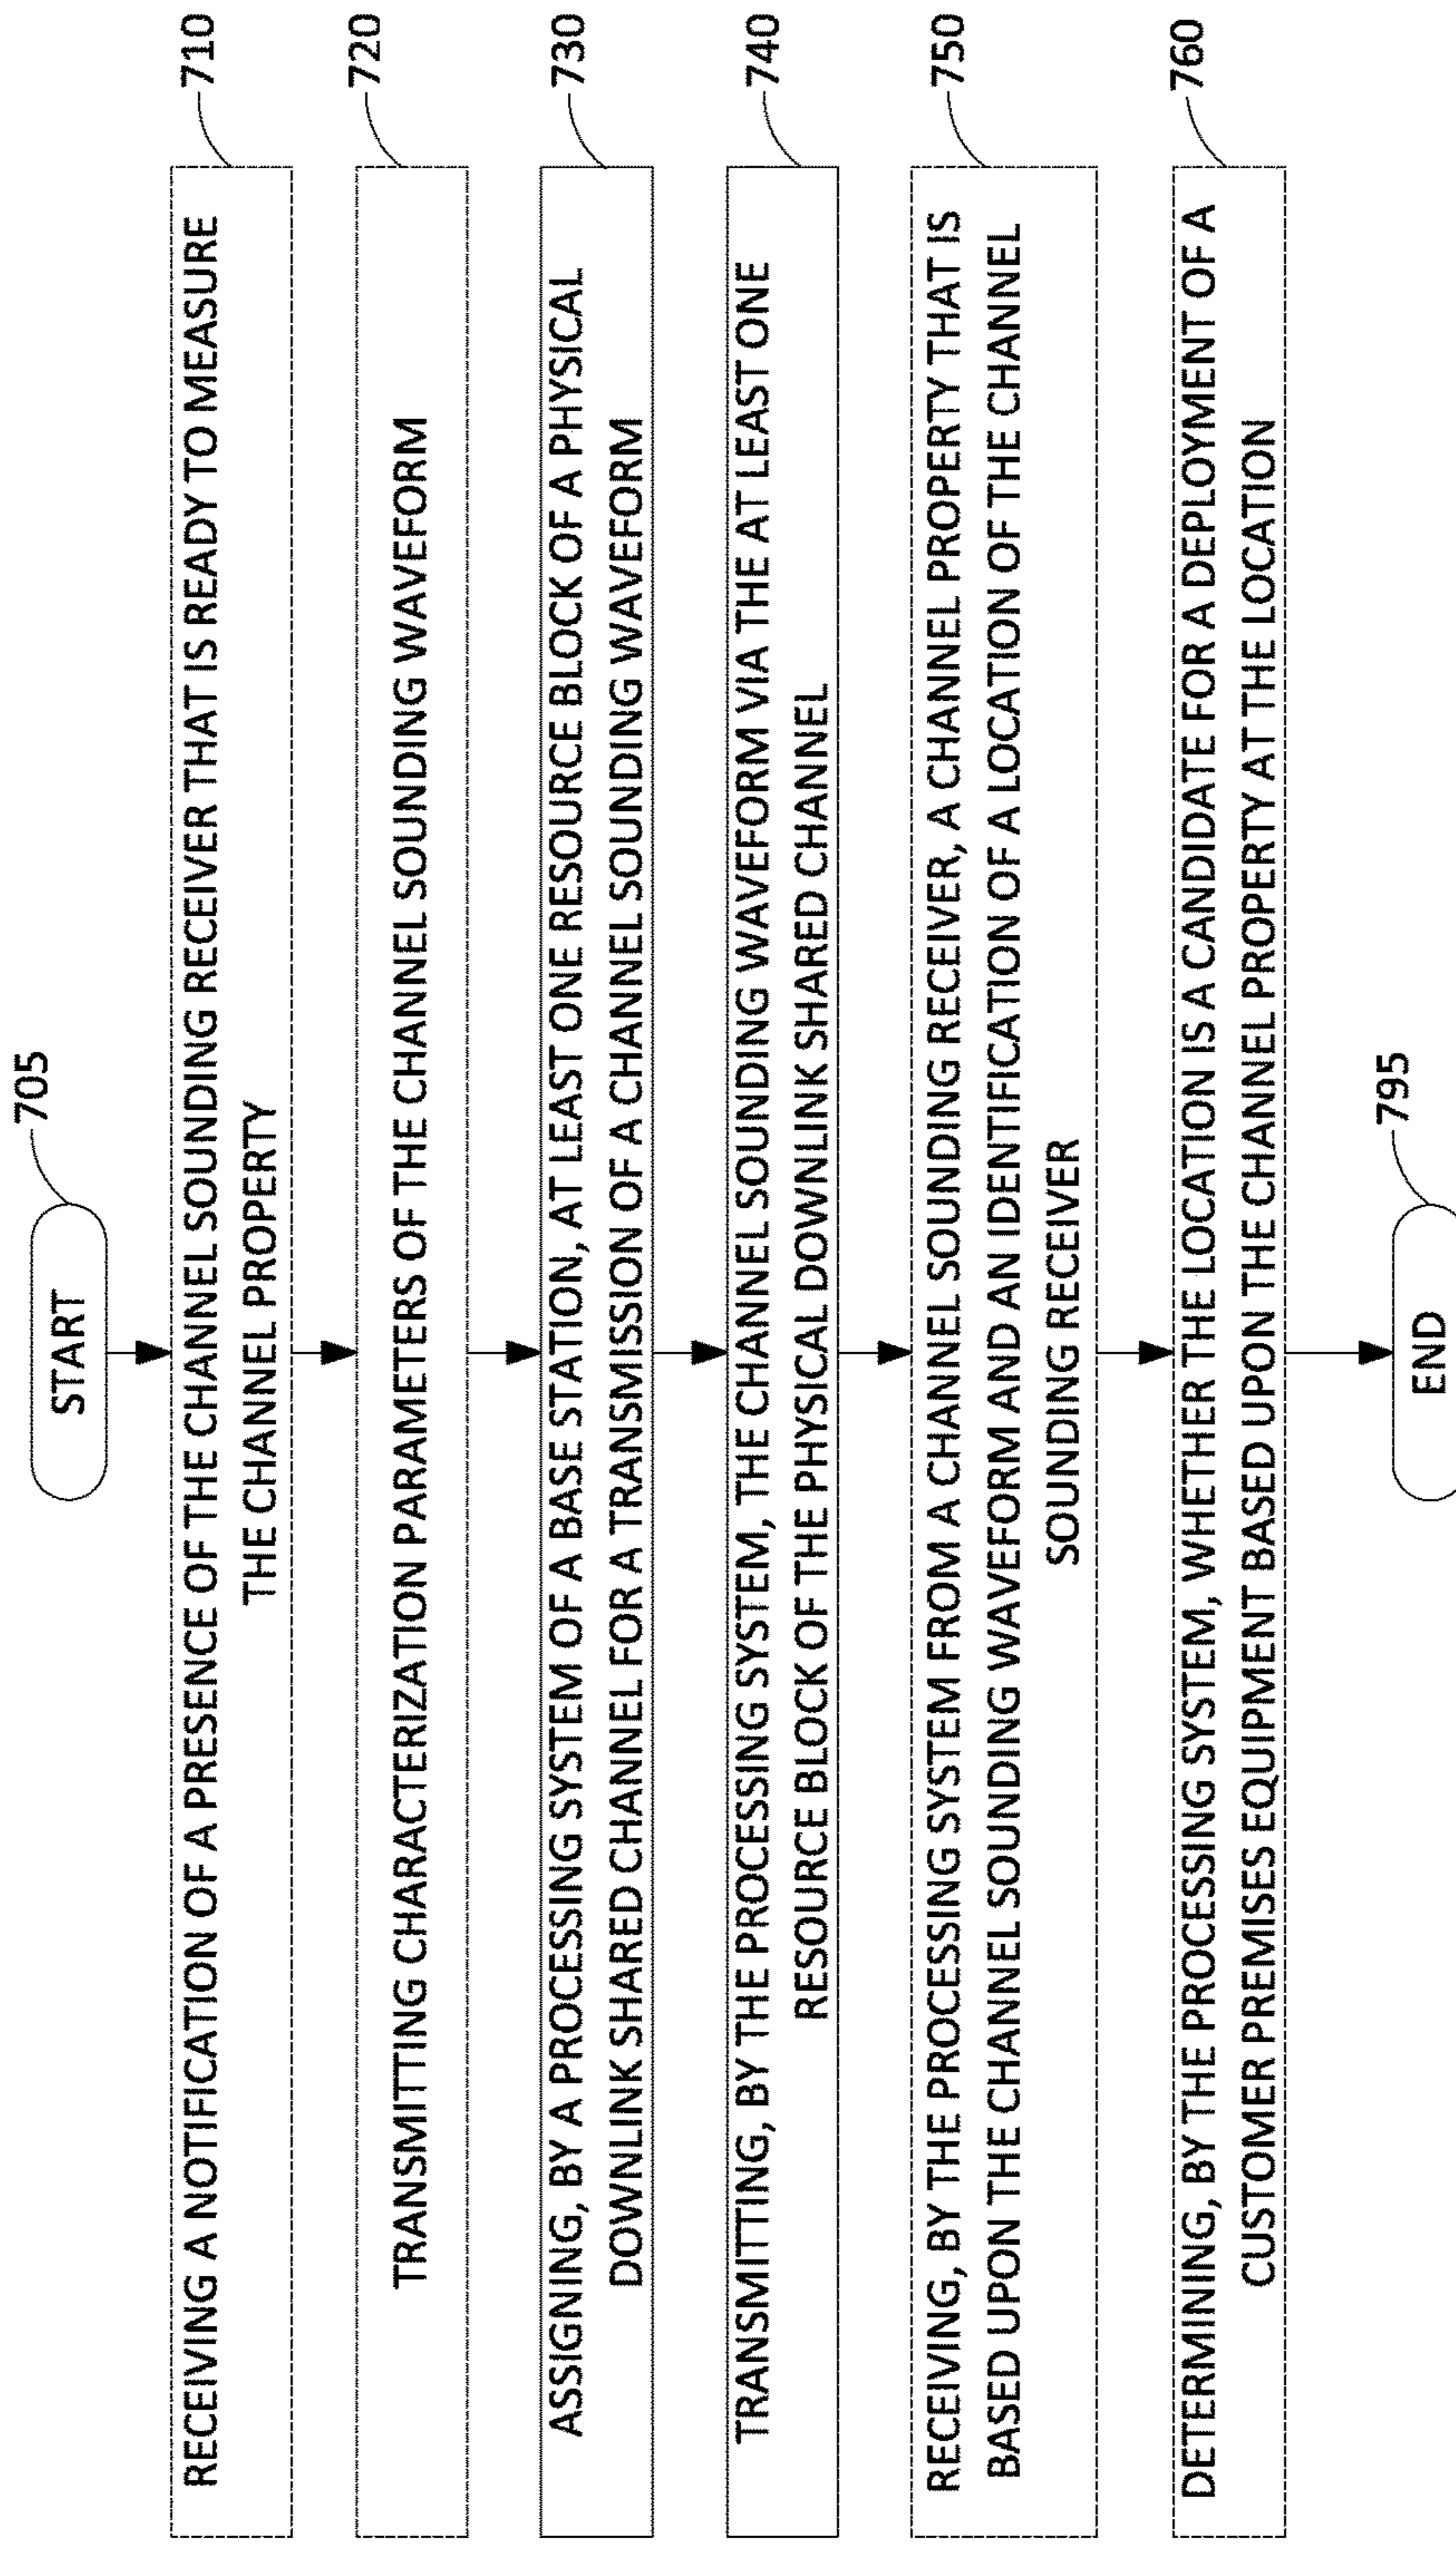 705
START
710
RECEIVING A NOTIFICATION OF A PRESENCE OF THE CHANNEL SOUNDING RECEIVER THAT IS READY TO MEASURE
THE CHANNEL PROPERTY
720
TRANSMITTING CHARACTERIZATION PARAMETERS OF THE CHANNEL SOUNDING WAVEFORM
730
ASSIGNING, BY A PROCESSING SYSTEM OF A BASE STATION, AT LEAST ONE RESOURCE BLOCK OF A PHYSICAL
DOWNLINK SHARED CHANNEL FOR A TRANSMISSION OF A CHANNEL SOUNDING WAVEFORM
740
TRANSMITTING, BY THE PROCESSING SYSTEM, THE CHANNEL SOUNDING WAVEFORM VIA THE AT LEAST ONE
RESOURCE BLOCK OF THE PHYSICAL DOWNLINK SHARED CHANNEL
750
RECEIVING, BY THE PROCESSING SYSTEM FROM A CHANNEL SOUNDING RECEIVER, A CHANNEL PROPERTY THAT IS
BASED UPON THE CHANNEL SOUNDING WAVEFORM AND AN IDENTIFICATION OF A LOCATION OF THE CHANNEL
SOUNDING RECEIVER
760
DETERMINING, BY THE PROCESSING SYSTEM, WHETHER THE LOCATION IS A CANDIDATE FOR A DEPLOYMENT OF A
CUSTOMER PREMISES EQUIPMENT BASED UPON THE CHANNEL PROPERTY AT THE LOCATION
795
END